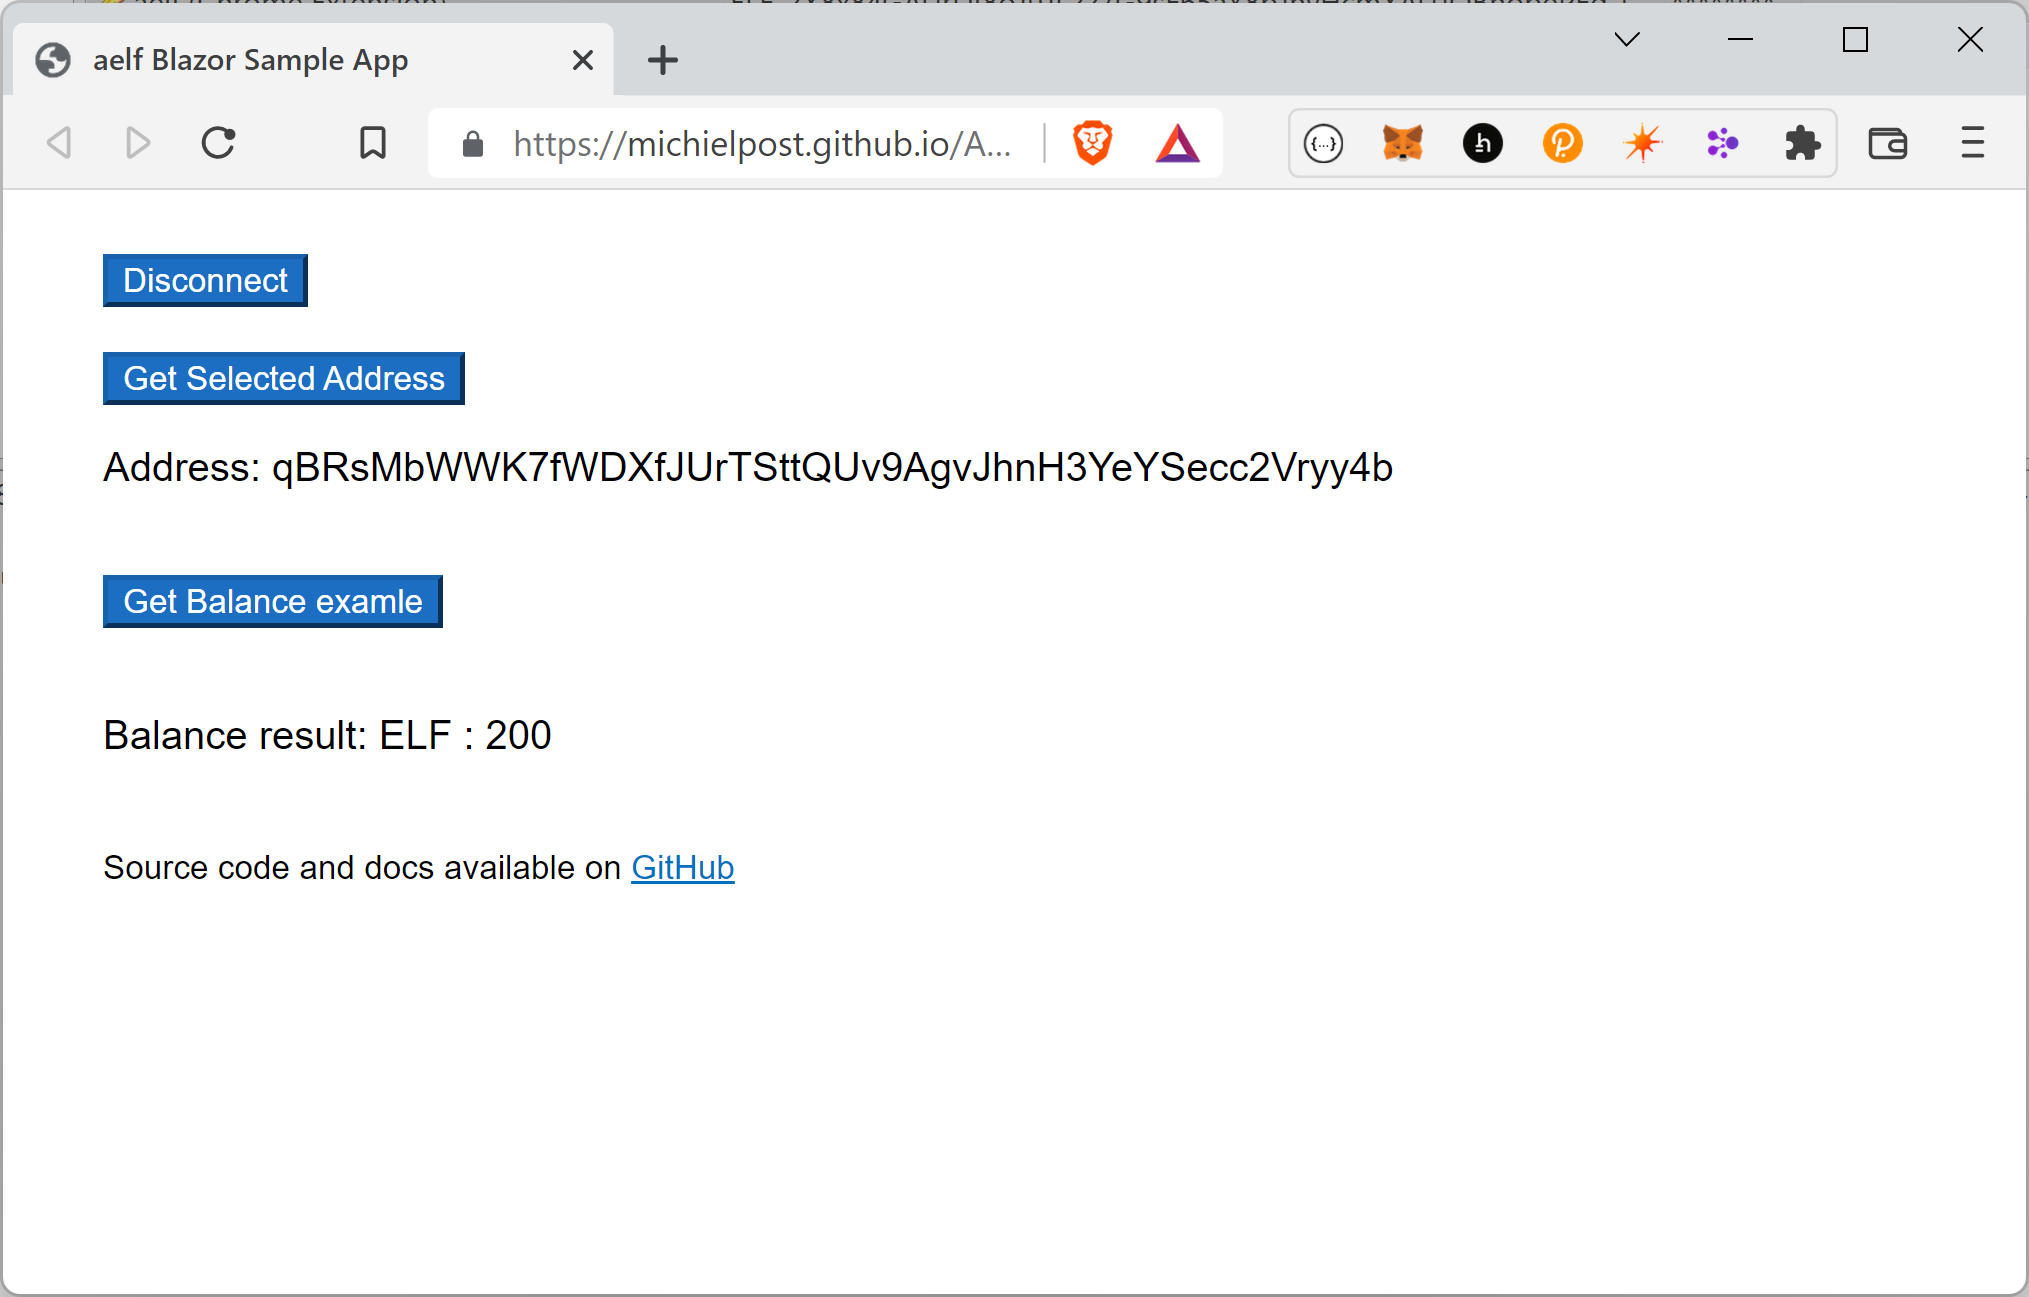 aelf Blazor Sample App
https://michielpost.github.io/A...
Disconnect
Get Selected Address
Address: qBRsMbWWK7fWDXfJUrTSttQUv9AgvJhnH3YeYSecc2Vryy4b
Get Balance examle
Balance result: ELF : 200
Source code and docs available on GitHub